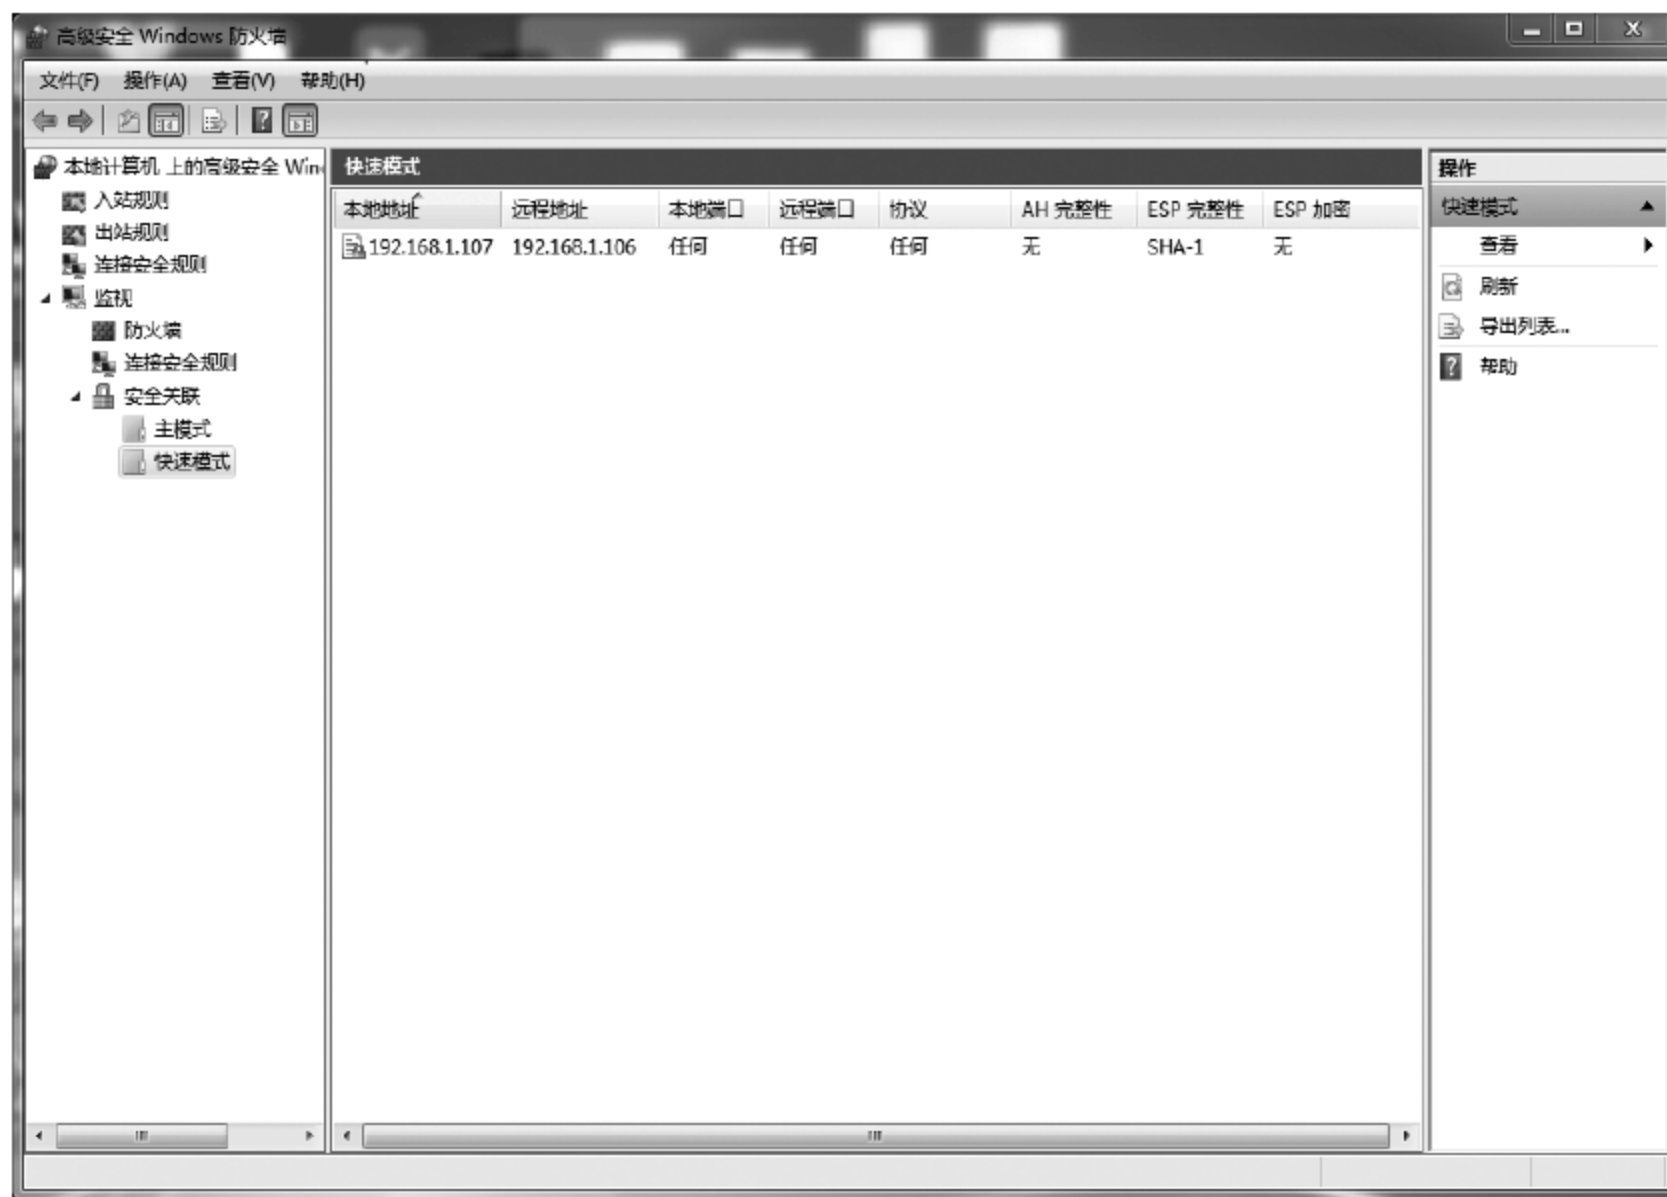 高级安全 Windows 防火墙
文件(F) 操作(A) 查看(V) 帮助(H)
本地计算机 上的高级安全 Win
入站规则
出站规则
连接安全规则
监视
防火墙
连接安全规则
安全关联
主模式
快速模式
快速模式
本地地址 远程地址 本地端口 远程端口 协议 AH 完整性 ESP 完整性 ESP 加密
192.168.1.107 192.168.1.106 任何 任何 任何 无 SHA-1 无
操作
快速模式
查看
刷新
导出列表...
帮助